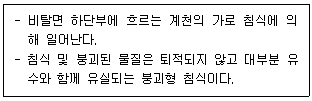 - 비탈면 하단부에 흐르는 계천의 가로 침식에 의
해 일어난다.
- 침식 및 붕괴된 물질은 퇴적되지 않고 대부분 유
수와 함께 유실되는 붕괴형 침식이다.